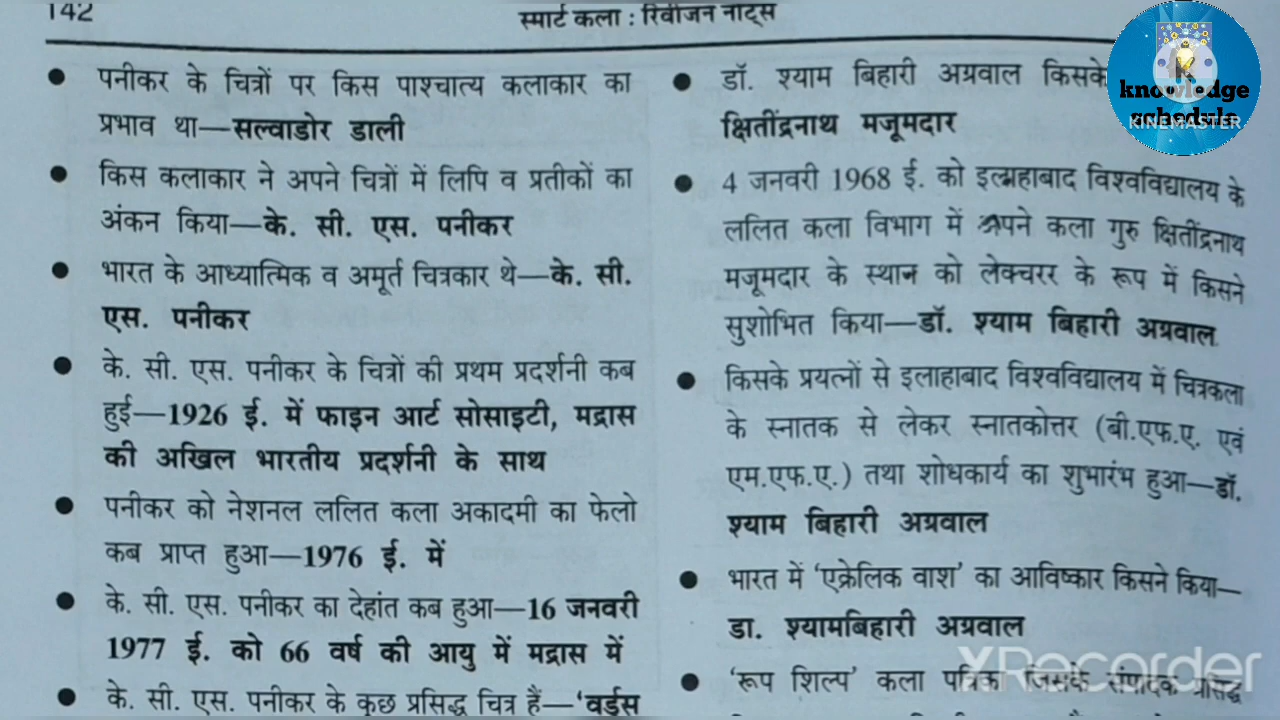 142
स्मार्ट कला : रिवीजन नोट्स
knowledge
schedule
KINEMASTER
● पनीकर के चित्रों पर किस पाश्चात्य कलाकार का
प्रभाव था—सल्वाडोर डाली
● किस कलाकार ने अपने चित्रों में लिपि व प्रतीकों का
अंकन किया—के. सी. एस. पनीकर
● भारत के आध्यात्मिक व अमूर्त चित्रकार थे—के. सी.
एस. पनीकर
● के. सी. एस. पनीकर के चित्रों की प्रथम प्रदर्शनी कब
हुई—1926 ई. में फाइन आर्ट सोसाइटी, मद्रास
की अखिल भारतीय प्रदर्शनी के साथ
● पनीकर को नेशनल ललित कला अकादमी का फेलो
कब प्राप्त हुआ—1976 ई. में
● के. सी. एस. पनीकर का देहांत कब हुआ—16 जनवरी
1977 ई. को 66 वर्ष की आयु में मद्रास में
● के. सी. एस. पनीकर के कुछ प्रसिद्ध चित्र हैं—'वर्ड्स
● डॉ. श्याम बिहारी अग्रवाल किसके
क्षितींद्रनाथ मजूमदार
● 4 जनवरी 1968 ई. को इलाहाबाद विश्वविद्यालय के
ललित कला विभाग में अपने कला गुरु क्षितींद्रनाथ
मजूमदार के स्थान को लेक्चरर के रूप में किसने
सुशोभित किया—डॉ. श्याम बिहारी अग्रवाल
● किसके प्रयत्नों से इलाहाबाद विश्वविद्यालय में चित्रकला
के स्नातक से लेकर स्नातकोत्तर (बी.एफ.ए. एवं
एम.एफ.ए.) तथा शोधकार्य का शुभारंभ हुआ—डॉ.
श्याम बिहारी अग्रवाल
● भारत में 'एक्रेलिक वाश' का आविष्कार किसने किया—
डा. श्यामबिहारी अग्रवाल
● 'रूप शिल्प' कला पत्रिका जिसके संपादक प्रसिद्ध
XRecorder